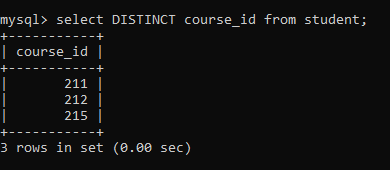 mysql> select DISTINCT course_id from student;
+-----------+
| course_id |
+-----------+
|       211 |
|       212 |
|       215 |
+-----------+
3 rows in set (0.00 sec)